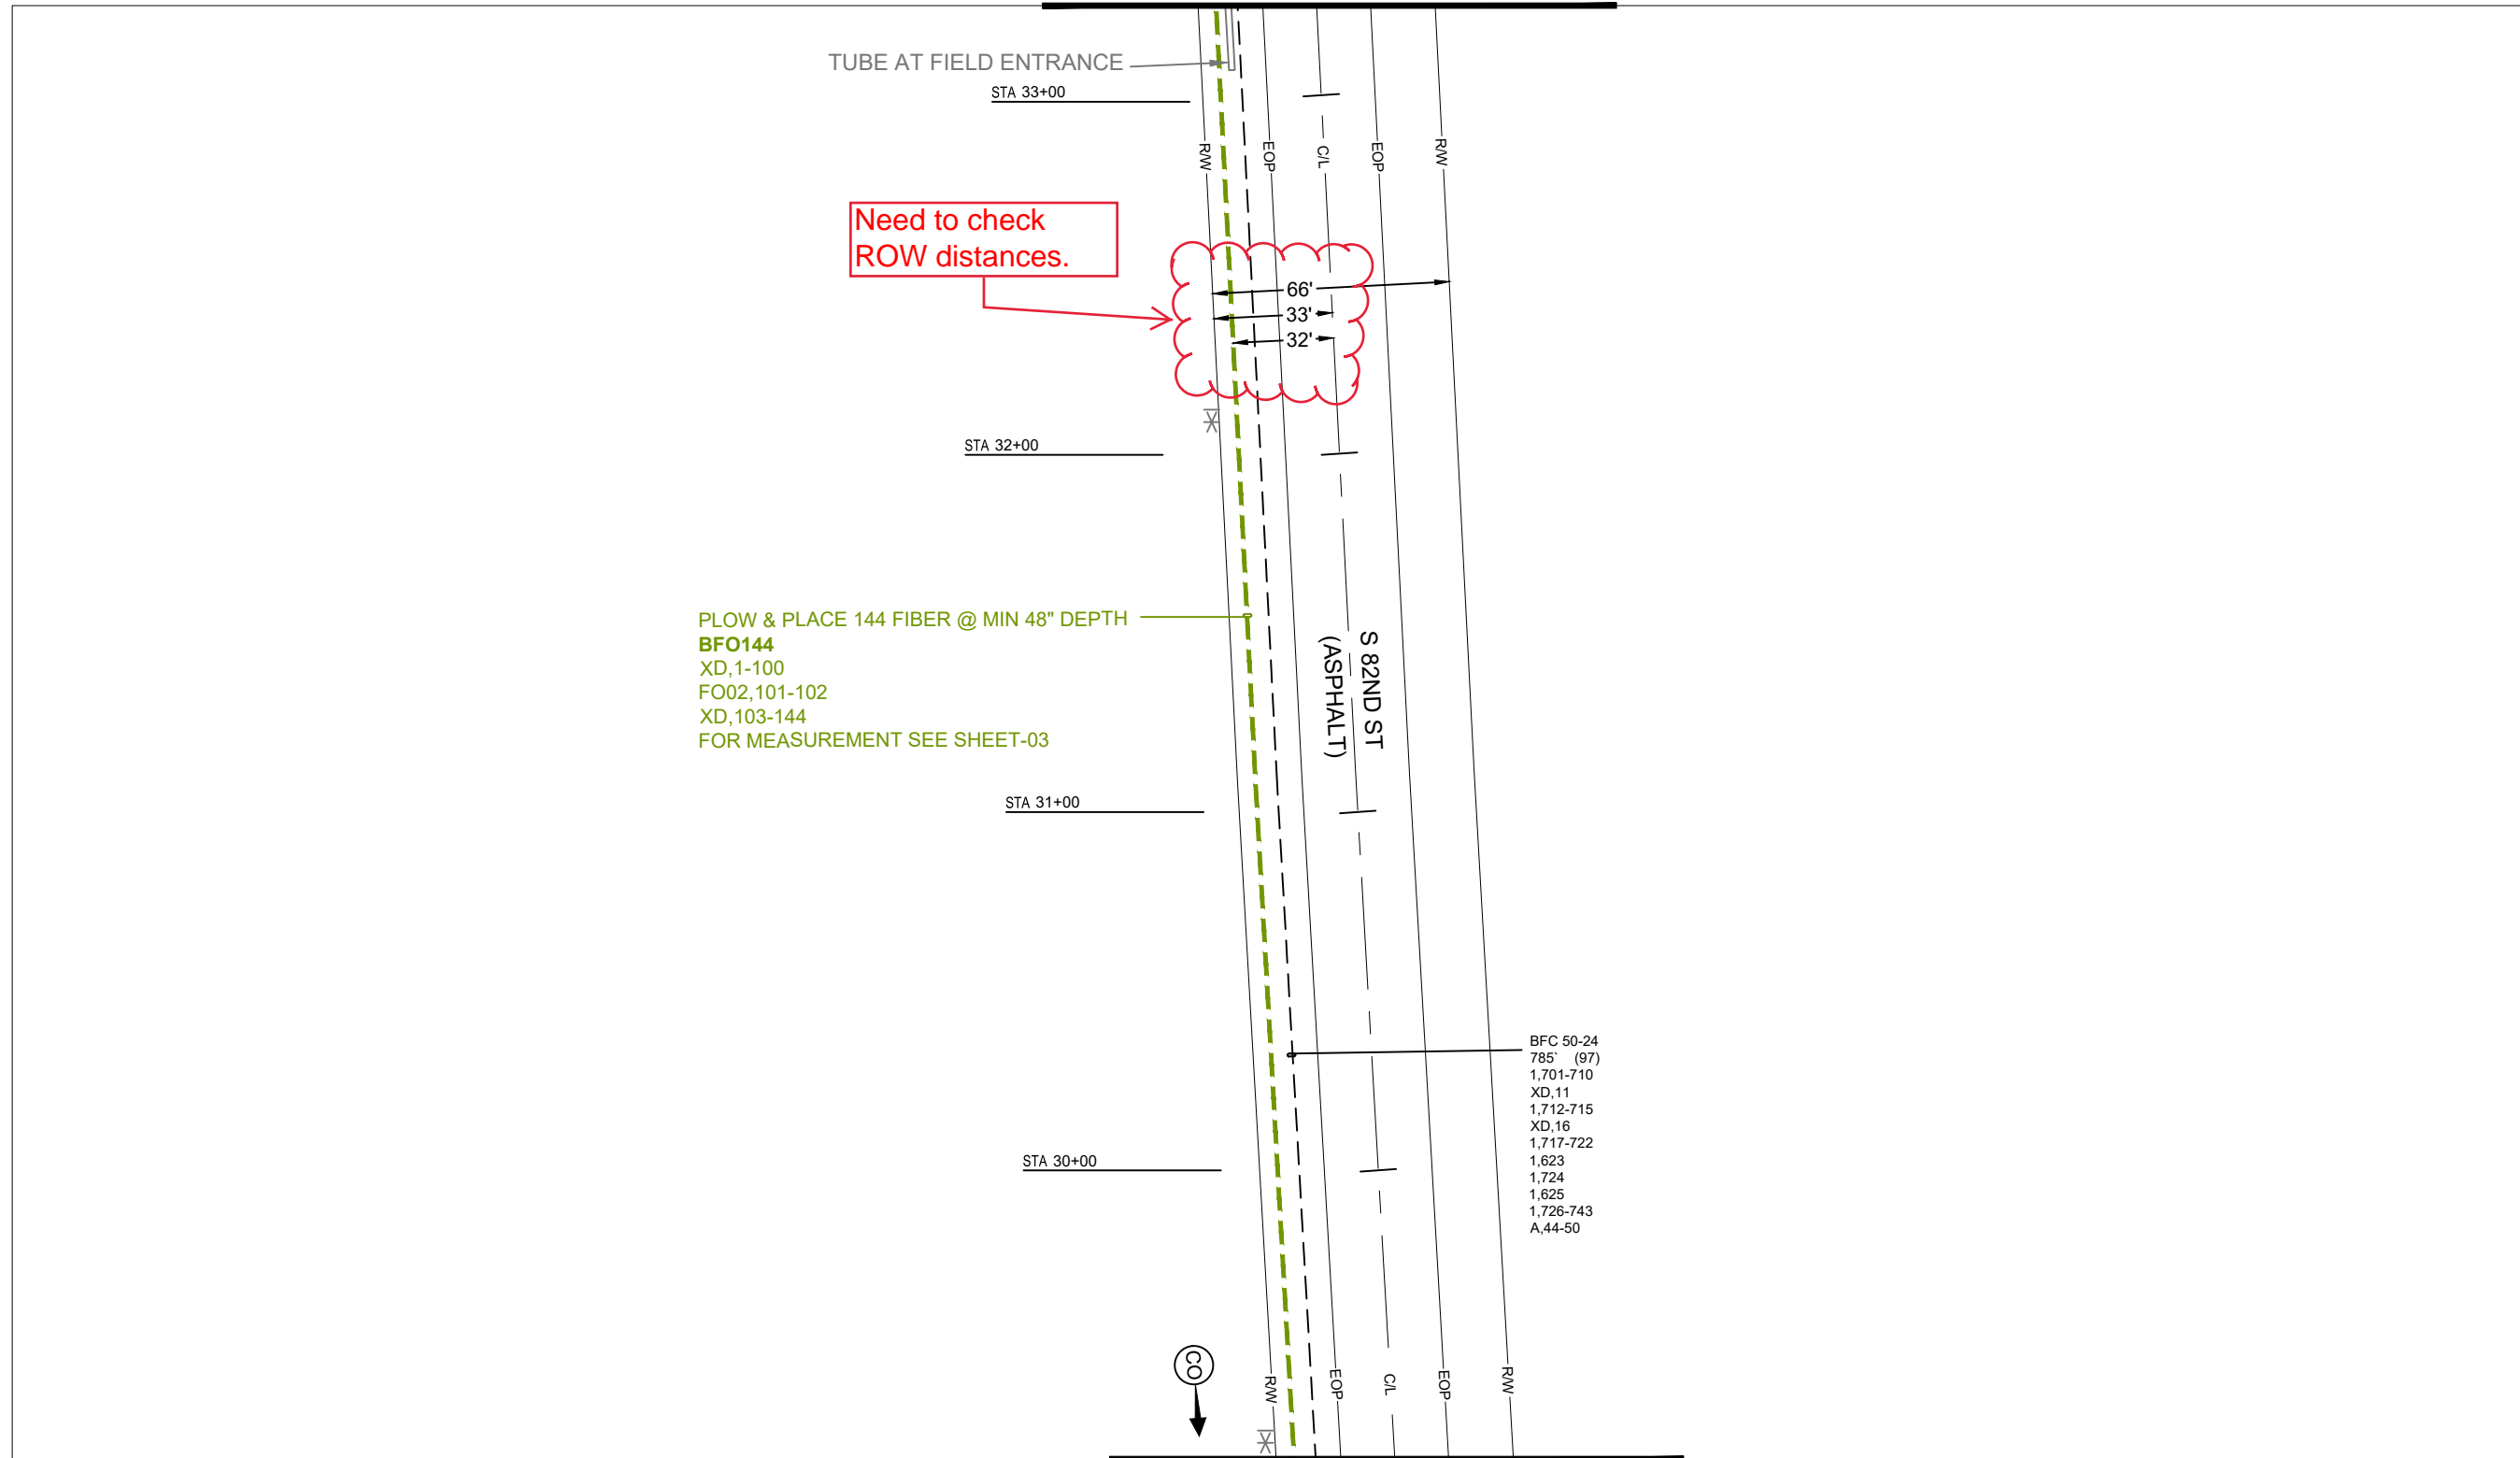 TUBE AT FIELD ENTRANCE
STA 33+00
R/W
EOP
C/L
EOP
R/W
Need to check
ROW distances.
66'
33'
32'
STA 32+00
PLOW & PLACE 144 FIBER @ MIN 48" DEPTH
BFO144
XD,1-100
FO02,101-102
XD,103-144
FOR MEASUREMENT SEE SHEET-03
S 82ND ST
(ASPHALT)
STA 31+00
BFC 50-24
785` (97)
1,701-710
XD,11
1,712-715
XD,16
1,717-722
1,623
1,724
1,625
1,726-743
A,44-50
STA 30+00
CO
R/W
EOP
C/L
EOP
R/W